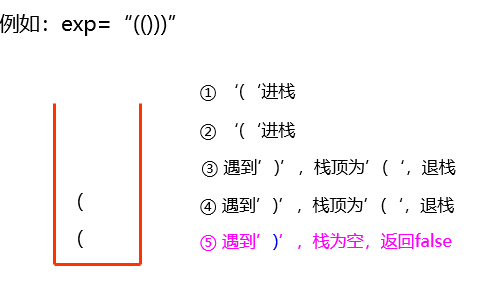 例如：exp=“(()))”
① ‘(‘进栈
② ‘(‘进栈
③ 遇到’)’，栈顶为’(‘，退栈
④ 遇到’)’，栈顶为’(‘，退栈
⑤ 遇到’)’，栈为空，返回false
(
(